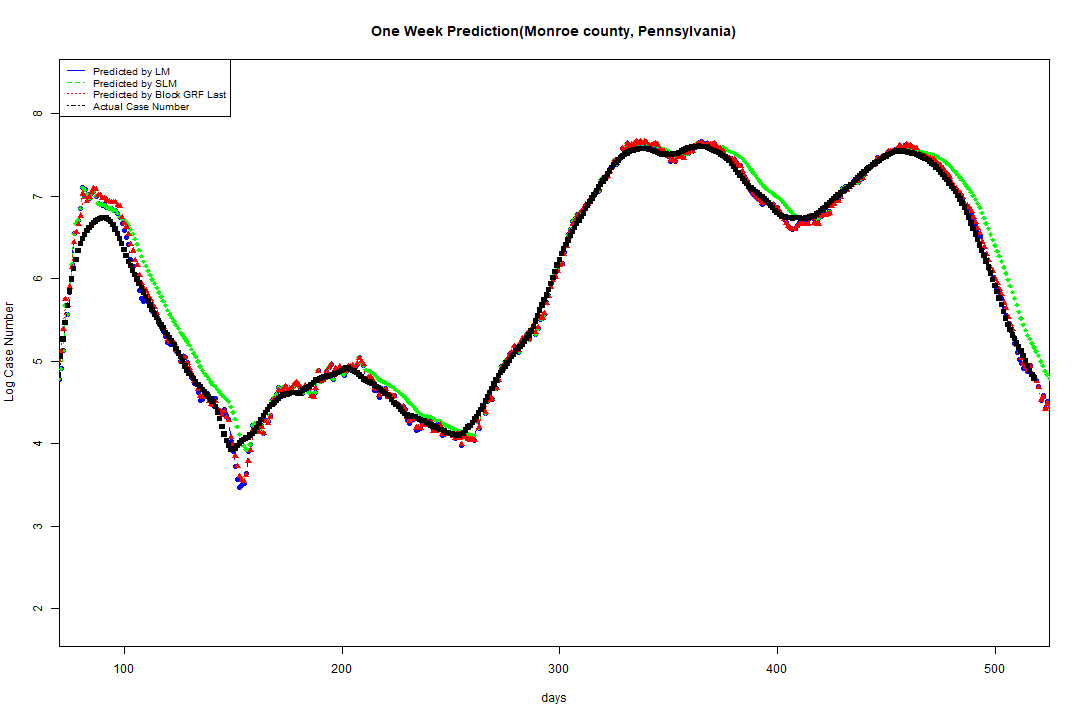 One Week Prediction(Monroe county, Pennsylvania)
Predicted by LM
Predicted by SLM
Predicted by Block GRF Last
Actual Case Number
8
7
6
5
4
3
2
Log Case Number
100 200 300 400 500
days